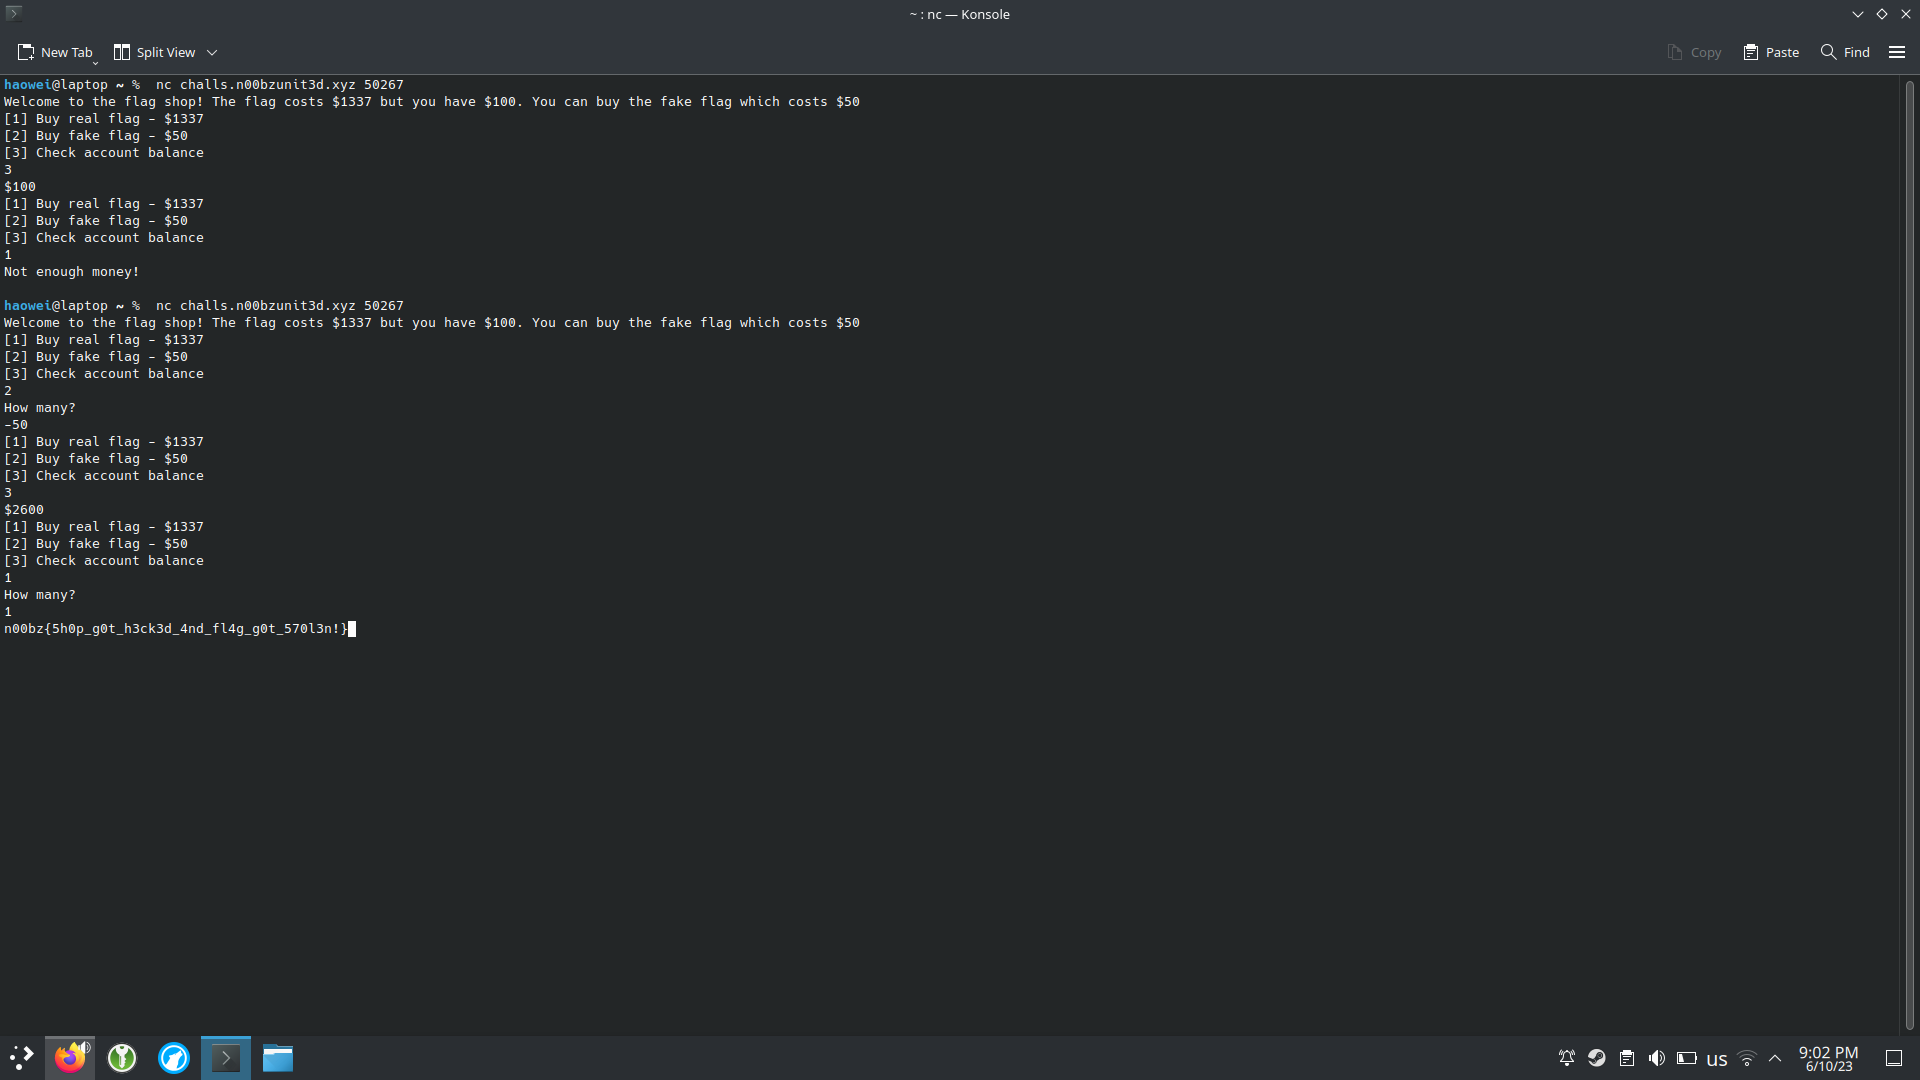 ~ : nc — Konsole
New Tab Split View Copy Paste Find
haowei@laptop ~ %  nc challs.n00bzunit3d.xyz 50267
Welcome to the flag shop! The flag costs $1337 but you have $100. You can buy the fake flag which costs $50
[1] Buy real flag - $1337
[2] Buy fake flag - $50
[3] Check account balance
3
$100
[1] Buy real flag - $1337
[2] Buy fake flag - $50
[3] Check account balance
1
Not enough money!
haowei@laptop ~ %  nc challs.n00bzunit3d.xyz 50267
Welcome to the flag shop! The flag costs $1337 but you have $100. You can buy the fake flag which costs $50
[1] Buy real flag - $1337
[2] Buy fake flag - $50
[3] Check account balance
2
How many?
-50
[1] Buy real flag - $1337
[2] Buy fake flag - $50
[3] Check account balance
3
$2600
[1] Buy real flag - $1337
[2] Buy fake flag - $50
[3] Check account balance
1
How many?
1
n00bz{5h0p_g0t_h3ck3d_4nd_fl4g_g0t_570l3n!}
us 9:02 PM
6/10/23